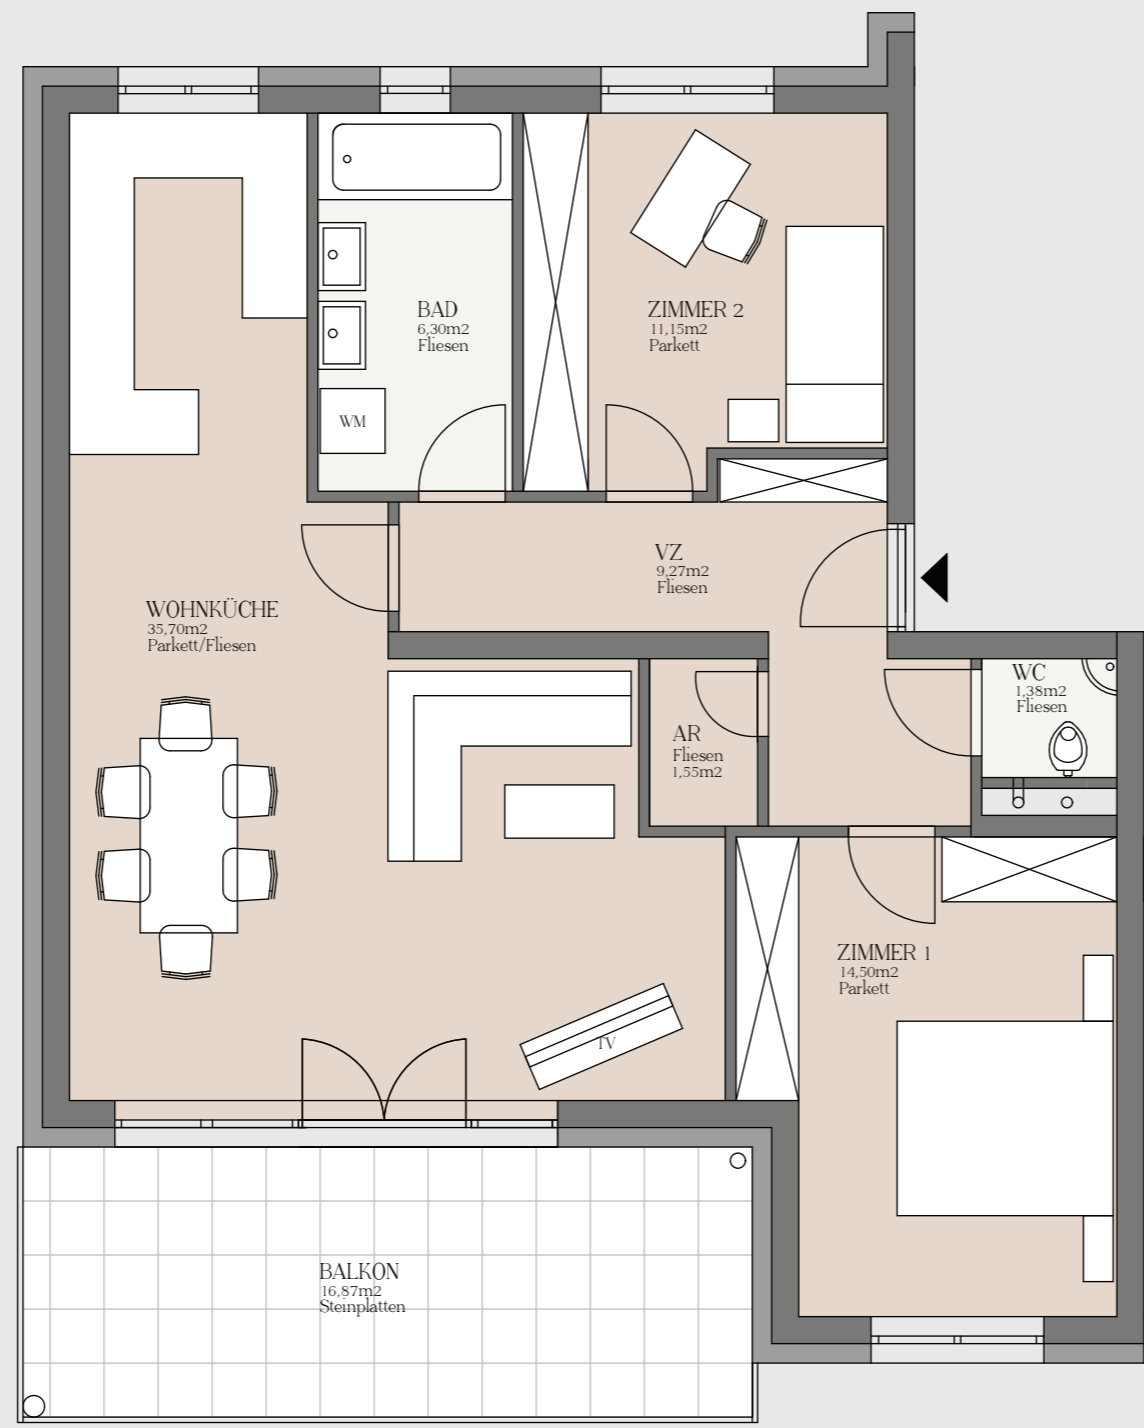 BAD
6,30m2
Fliesen
ZIMMER 2
11,15m2
Parkett
WM
VZ
9,27m2
Fliesen
WOHNKÜCHE
35,70m2
Parkett/Fliesen
WC
1,38m2
Fliesen
AR
Fliesen
1,55m2
ZIMMER 1
14,50m2
Parkett
TV
BALKON
16,87m2
Steinplatten